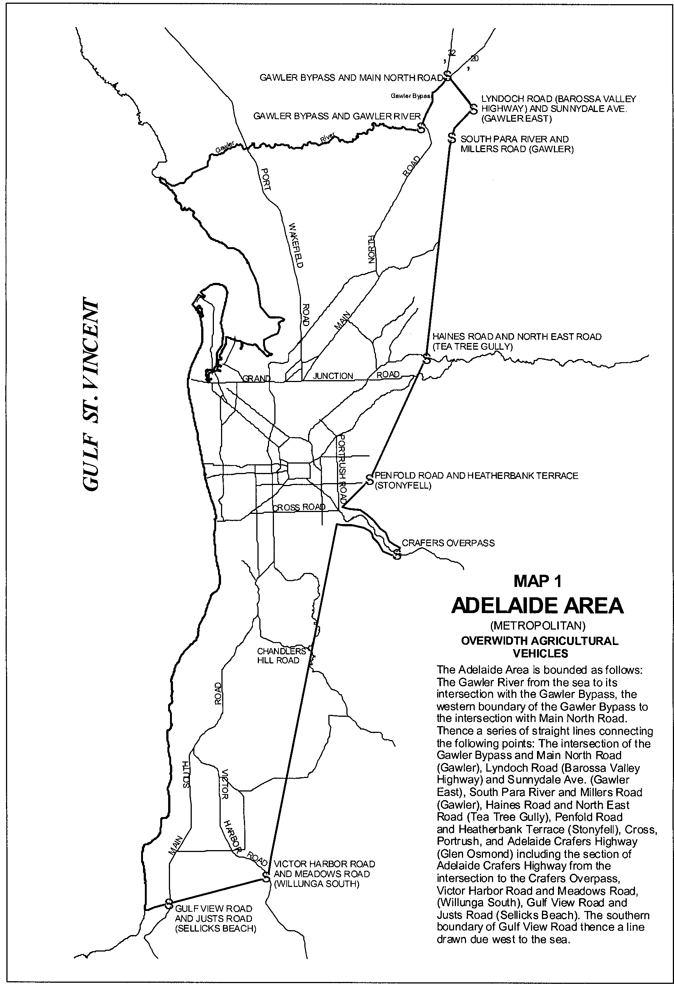 32
20
GAWLER BYPASS AND MAIN NORTH ROAD
S
Gawler Bypass
LYNDOCH ROAD (BAROSSA VALLEY
HIGHWAY) AND SUNNYDALE AVE.
(GAWLER EAST)
S
GAWLER BYPASS AND GAWLER RIVER
S
SOUTH PARA RIVER AND
MILLERS ROAD (GAWLER)
S
Gawler
River
PORT
WAKEFIELD
ROAD
ROAD
NORTH
MAIN
GULF ST. VINCENT
HAINES ROAD AND NORTH EAST ROAD
(TEA TREE GULLY)
S
GRAND
JUNCTION
ROAD
PORTRUSH ROAD
S
PENFOLD ROAD AND HEATHERBANK TERRACE
(STONYFELL)
CROSS ROAD
CRAFERS OVERPASS
S
CHANDLERS
HILL ROAD
ROAD
SOUTH
MAIN
VICTOR
HARBOR
ROAD
S
VICTOR HARBOR ROAD
AND MEADOWS ROAD
(WILLUNGA SOUTH)
S
GULF VIEW ROAD
AND JUSTS ROAD
(SELLICKS BEACH)
MAP 1
ADELAIDE AREA
(METROPOLITAN)
OVERWIDTH AGRICULTURAL
VEHICLES
The Adelaide Area is bounded as follows:
The Gawler River from the sea to its
intersection with the Gawler Bypass, the
western boundary of the Gawler Bypass to
the intersection with Main North Road.
Thence a series of straight lines connecting
the following points: The intersection of the
Gawler Bypass and Main North Road
(Gawler), Lyndoch Road (Barossa Valley
Highway) and Sunnydale Ave. (Gawler
East), South Para River and Millers Road
(Gawler), Haines Road and North East
Road (Tea Tree Gully), Penfold Road
and Heatherbank Terrace (Stonyfell), Cross,
Portrush, and Adelaide Crafers Highway
(Glen Osmond) including the section of
Adelaide Crafers Highway from the
intersection to the Crafers Overpass,
Victor Harbor Road and Meadows Road,
(Willunga South), Gulf View Road and
Justs Road (Sellicks Beach). The southern
boundary of Gulf View Road thence a line
drawn due west to the sea.